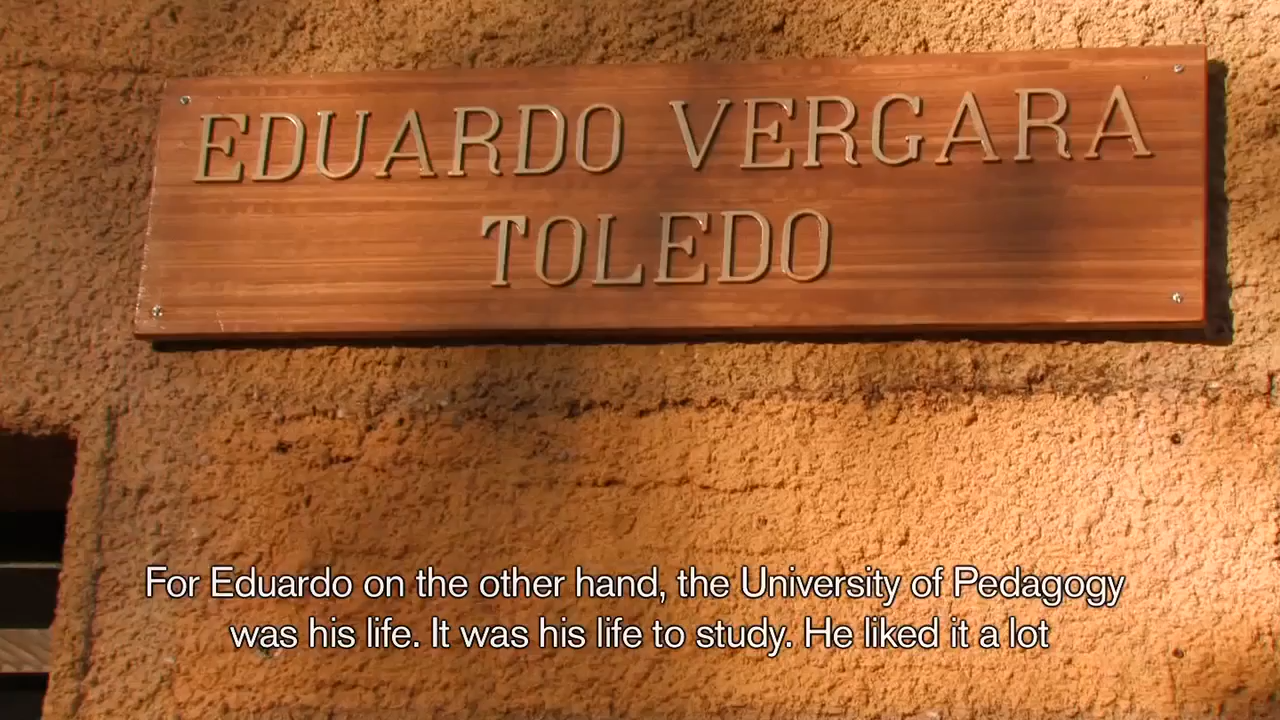 EDUARDO VERGARA
TOLEDO
For Eduardo on the other hand, the University of Pedagogy
was his life. It was his life to study. He liked it a lot